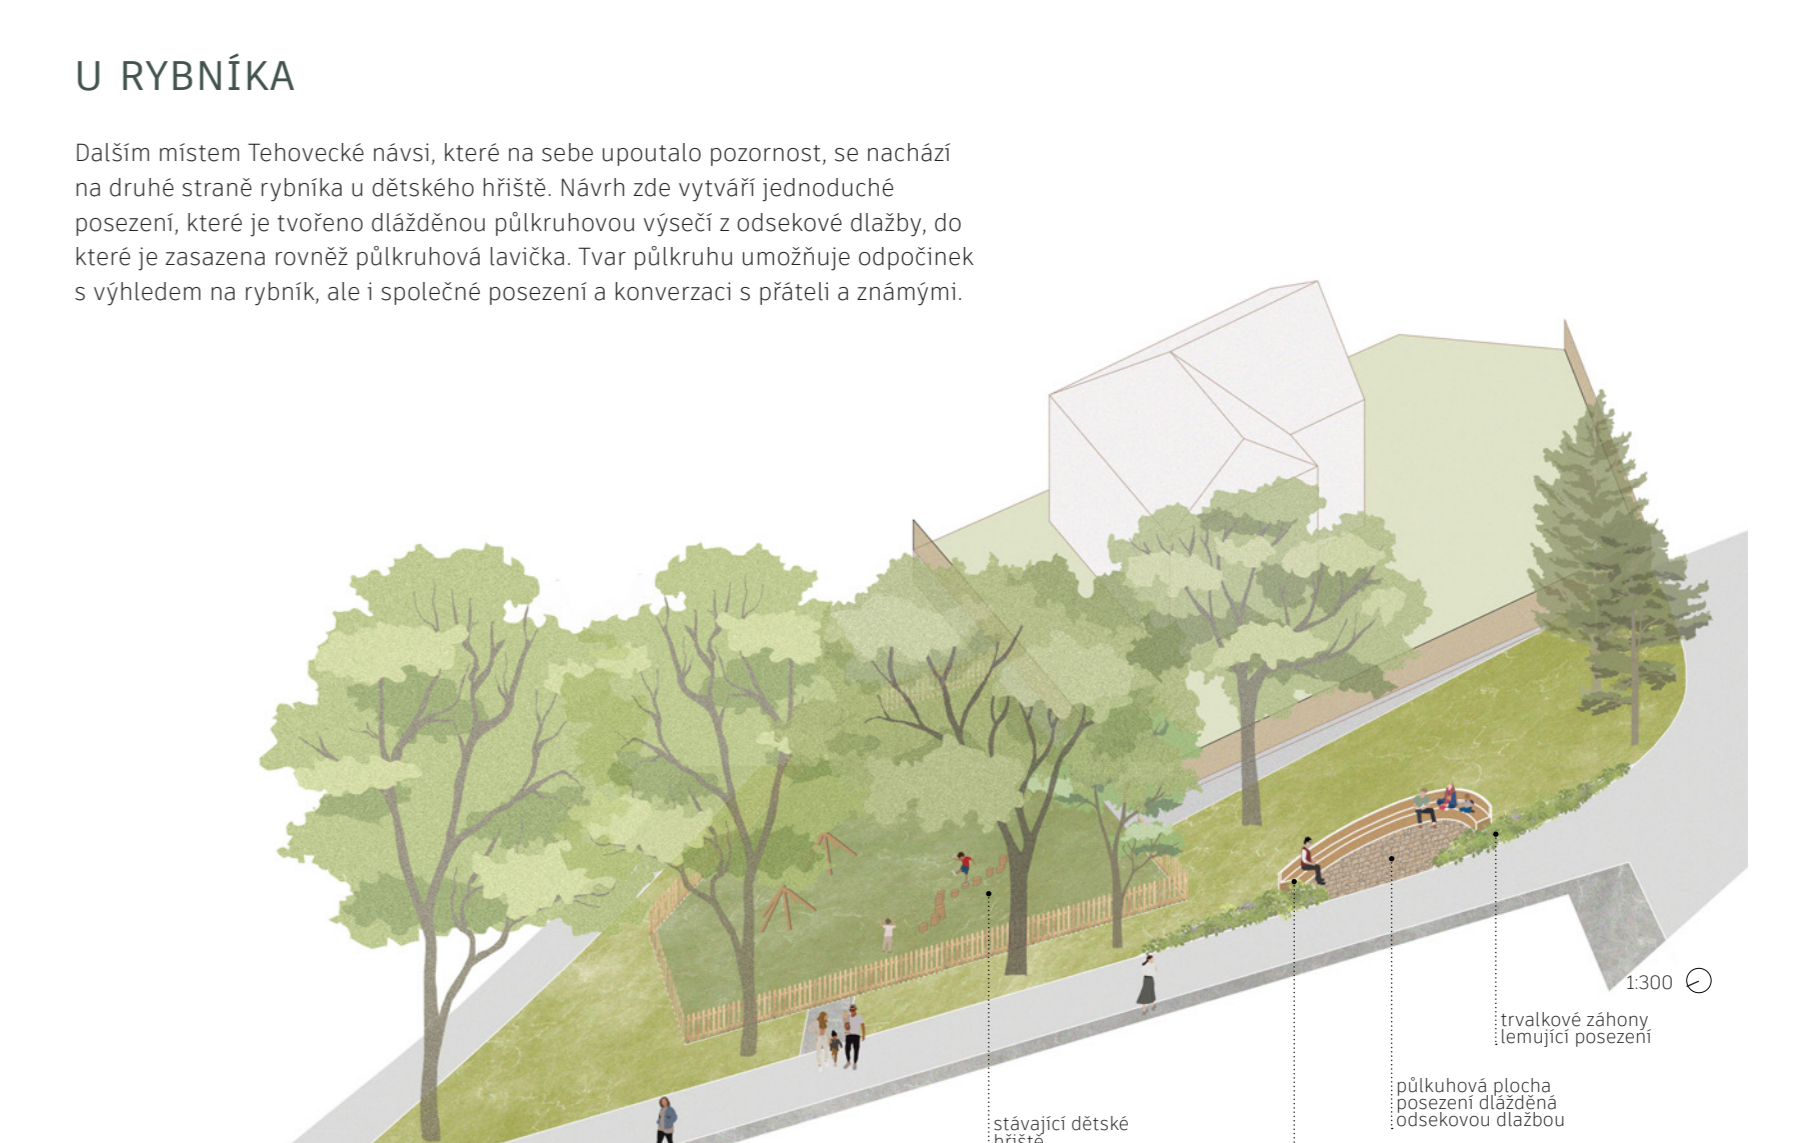 U RYBNÍKA
Dalším místem Tehovecké návsi, které na sebe upoutalo pozornost, se nachází
na druhé straně rybníka u dětského hřiště. Návrh zde vytváří jednoduché
posezení, které je tvořeno dlážděnou půlkruhovou výsečí z odsekové dlažby, do
které je zasazena rovněž půlkruhová lavička. Tvar půlkruhu umožňuje odpočinek
s výhledem na rybník, ale i společné posezení a konverzaci s přáteli a známými.
1:300
trvalkové záhony
lemující posezení
půlkuhová plocha
posezení dlážděná
odsekovou dlažbou
stávající dětské
hřiště